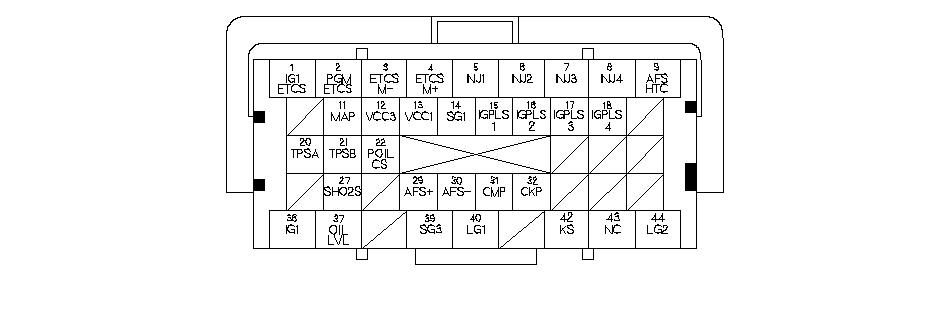 1 2 3 4 5 6 7 8 9
IG1 PGM ETCS ETCS INJ1 INJ2 INJ3 INJ4 AFS
ETCS ETCS M- M+ HTC
11 12 13 14 15 16 17 18
MAP VCC3 VCC1 SG1 IGPLS IGPLS IGPLS IGPLS
1 2 3 4
20 21 22
TPSA TPSB POIL
CS
27 29 30 31 32
SHO2S AFS+ AFS- CMP CKP
36 37 39 40 42 43 44
IG1 OIL SG3 LG1 KS NC LG2
LVL